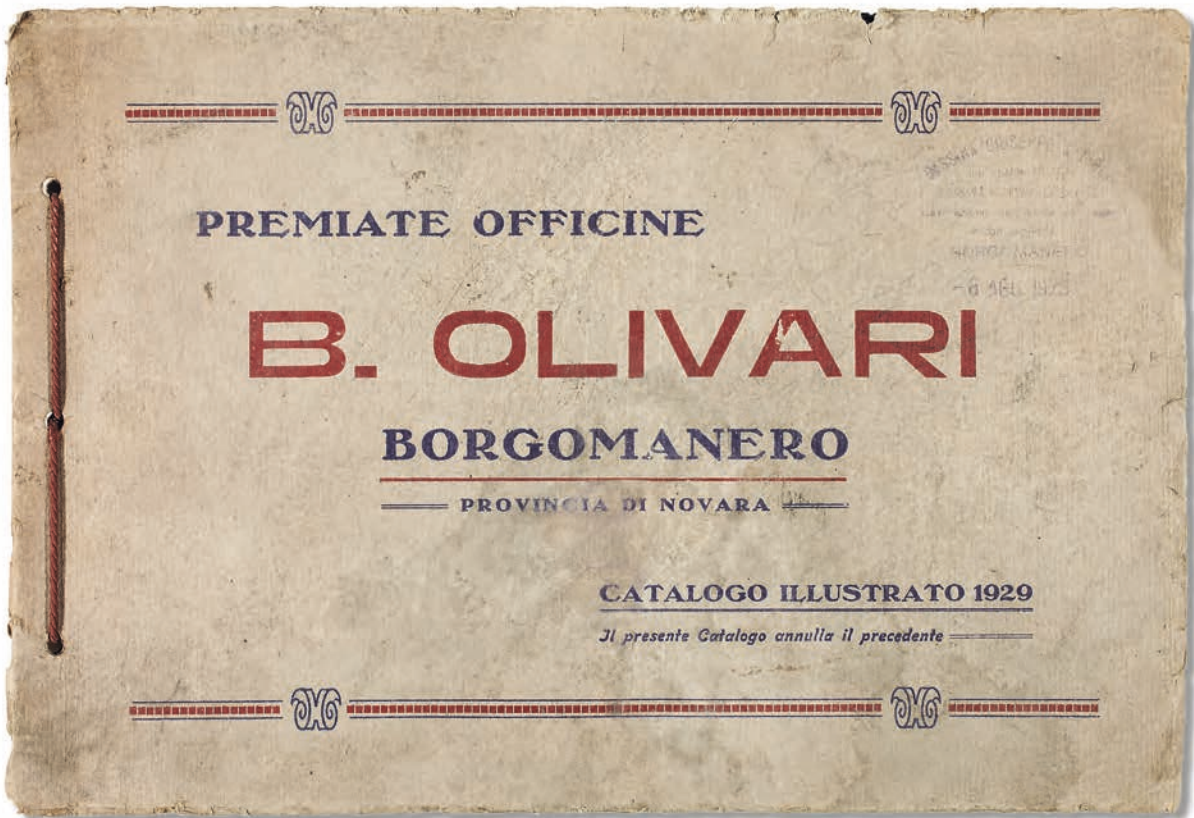 PREMIATE OFFICINE
B. OLIVARI
BORGOMANERO
PROVINCIA DI NOVARA
CATALOGO ILLUSTRATO 1929
Il presente Catalogo annulla il precedente